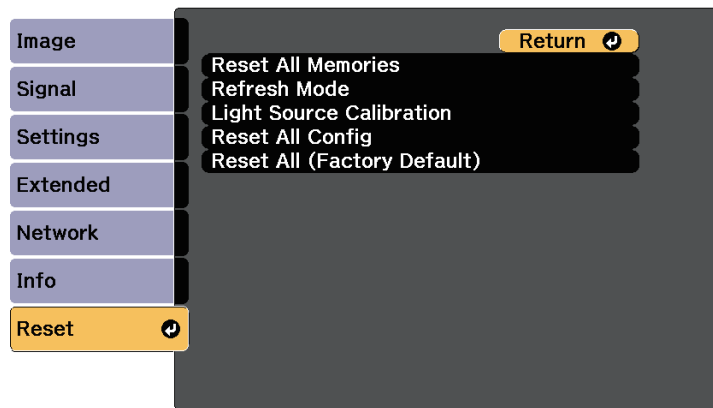 Image
Signal
Settings
Extended
Network
Info
Reset
Return
Reset All Memories
Refresh Mode
Light Source Calibration
Reset All Config
Reset All (Factory Default)